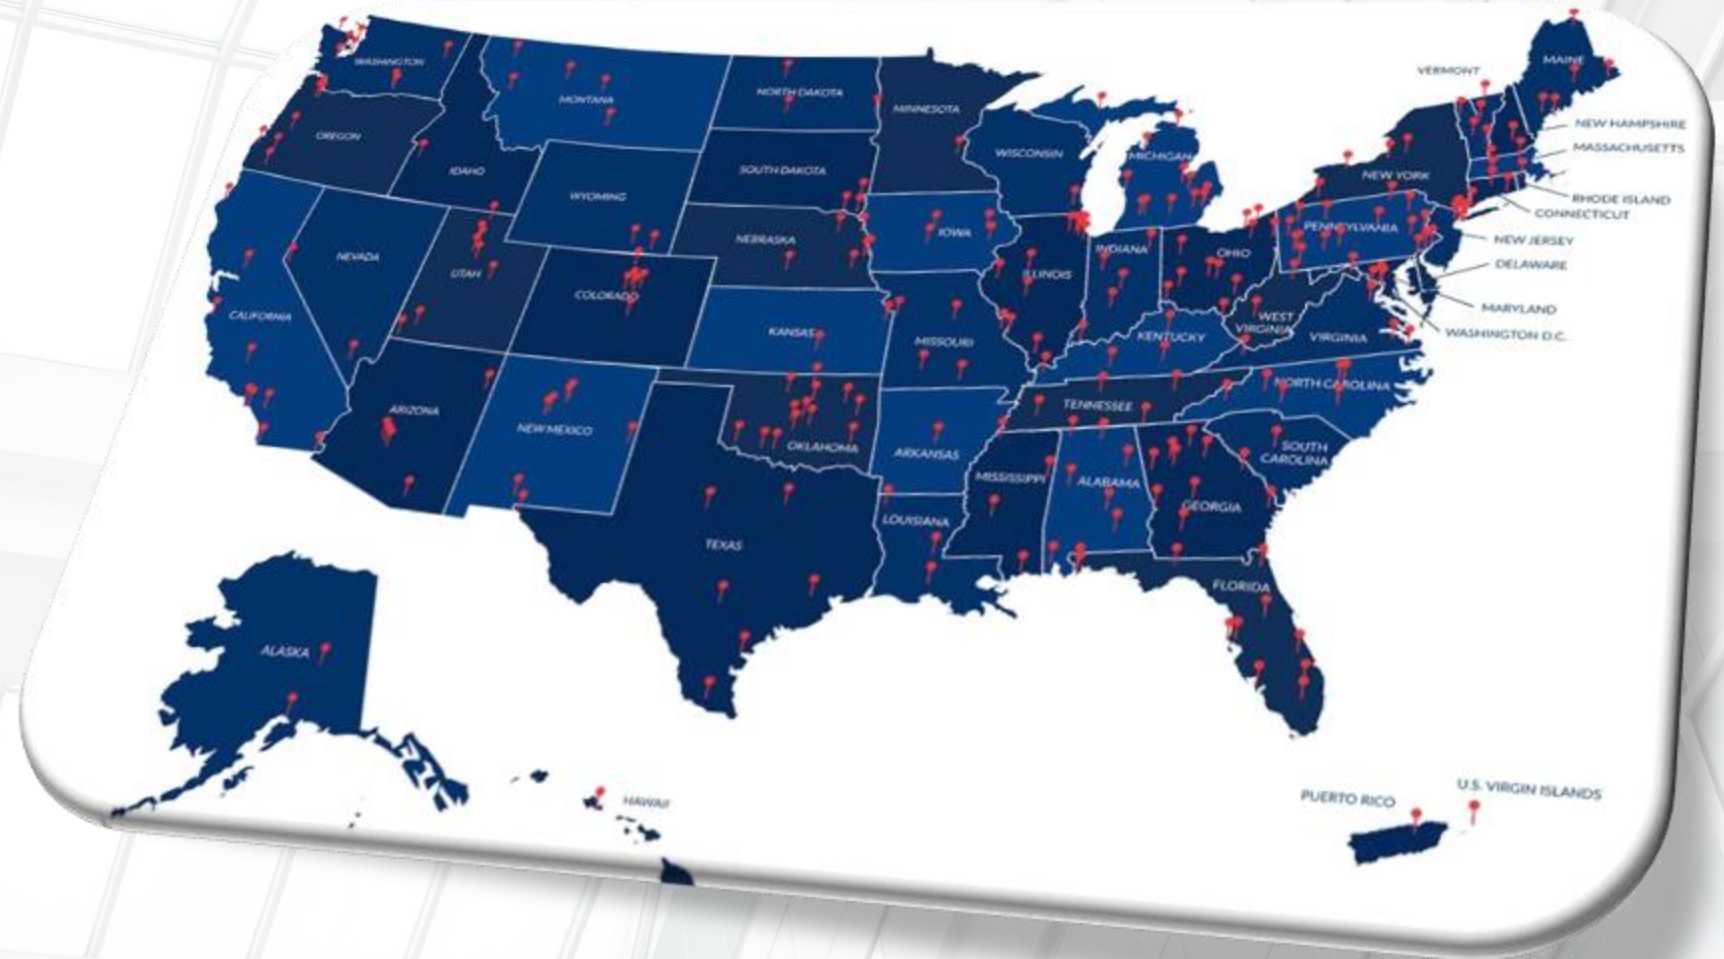 WASHINGTON
MONTANA
NORTH DAKOTA
MINNESOTA
VERMONT
MAINE
OREGON
IDAHO
WYOMING
SOUTH DAKOTA
WISCONSIN
MICHIGAN
NEW YORK
NEW HAMPSHIRE
MASSACHUSETTS
RHODE ISLAND
CONNECTICUT
NEW JERSEY
DELAWARE
MARYLAND
WASHINGTON D.C.
NEVADA
UTAH
COLORADO
NEBRASKA
IOWA
ILLINOIS
INDIANA
OHIO
PENNSYLVANIA
CALIFORNIA
KANSAS
MISSOURI
KENTUCKY
WEST
VIRGINIA
VIRGINIA
ARIZONA
NEW MEXICO
OKLAHOMA
ARKANSAS
TENNESSEE
NORTH CAROLINA
SOUTH
CAROLINA
TEXAS
LOUISIANA
MISSISSIPPI
ALABAMA
GEORGIA
FLORIDA
ALASKA
HAWAII
PUERTO RICO
U.S. VIRGIN ISLANDS